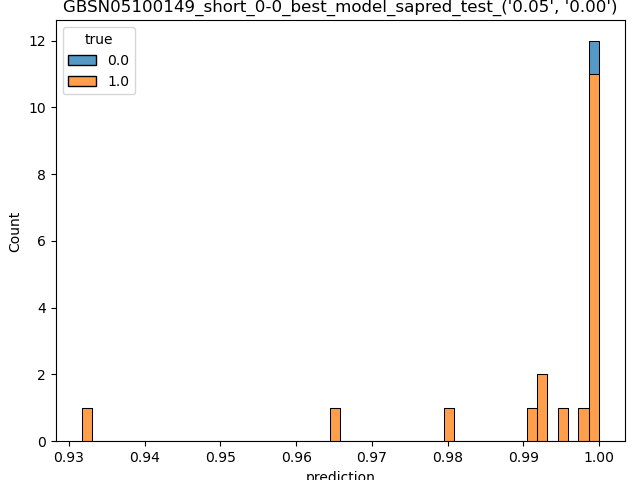 GBSN05100149_short_0-0_best_model_sapred_test_('0.05', '0.00')
true
0.0
1.0
Count
12
10
8
6
4
2
0
0.93 0.94 0.95 0.96 0.97 0.98 0.99 1.00
prediction